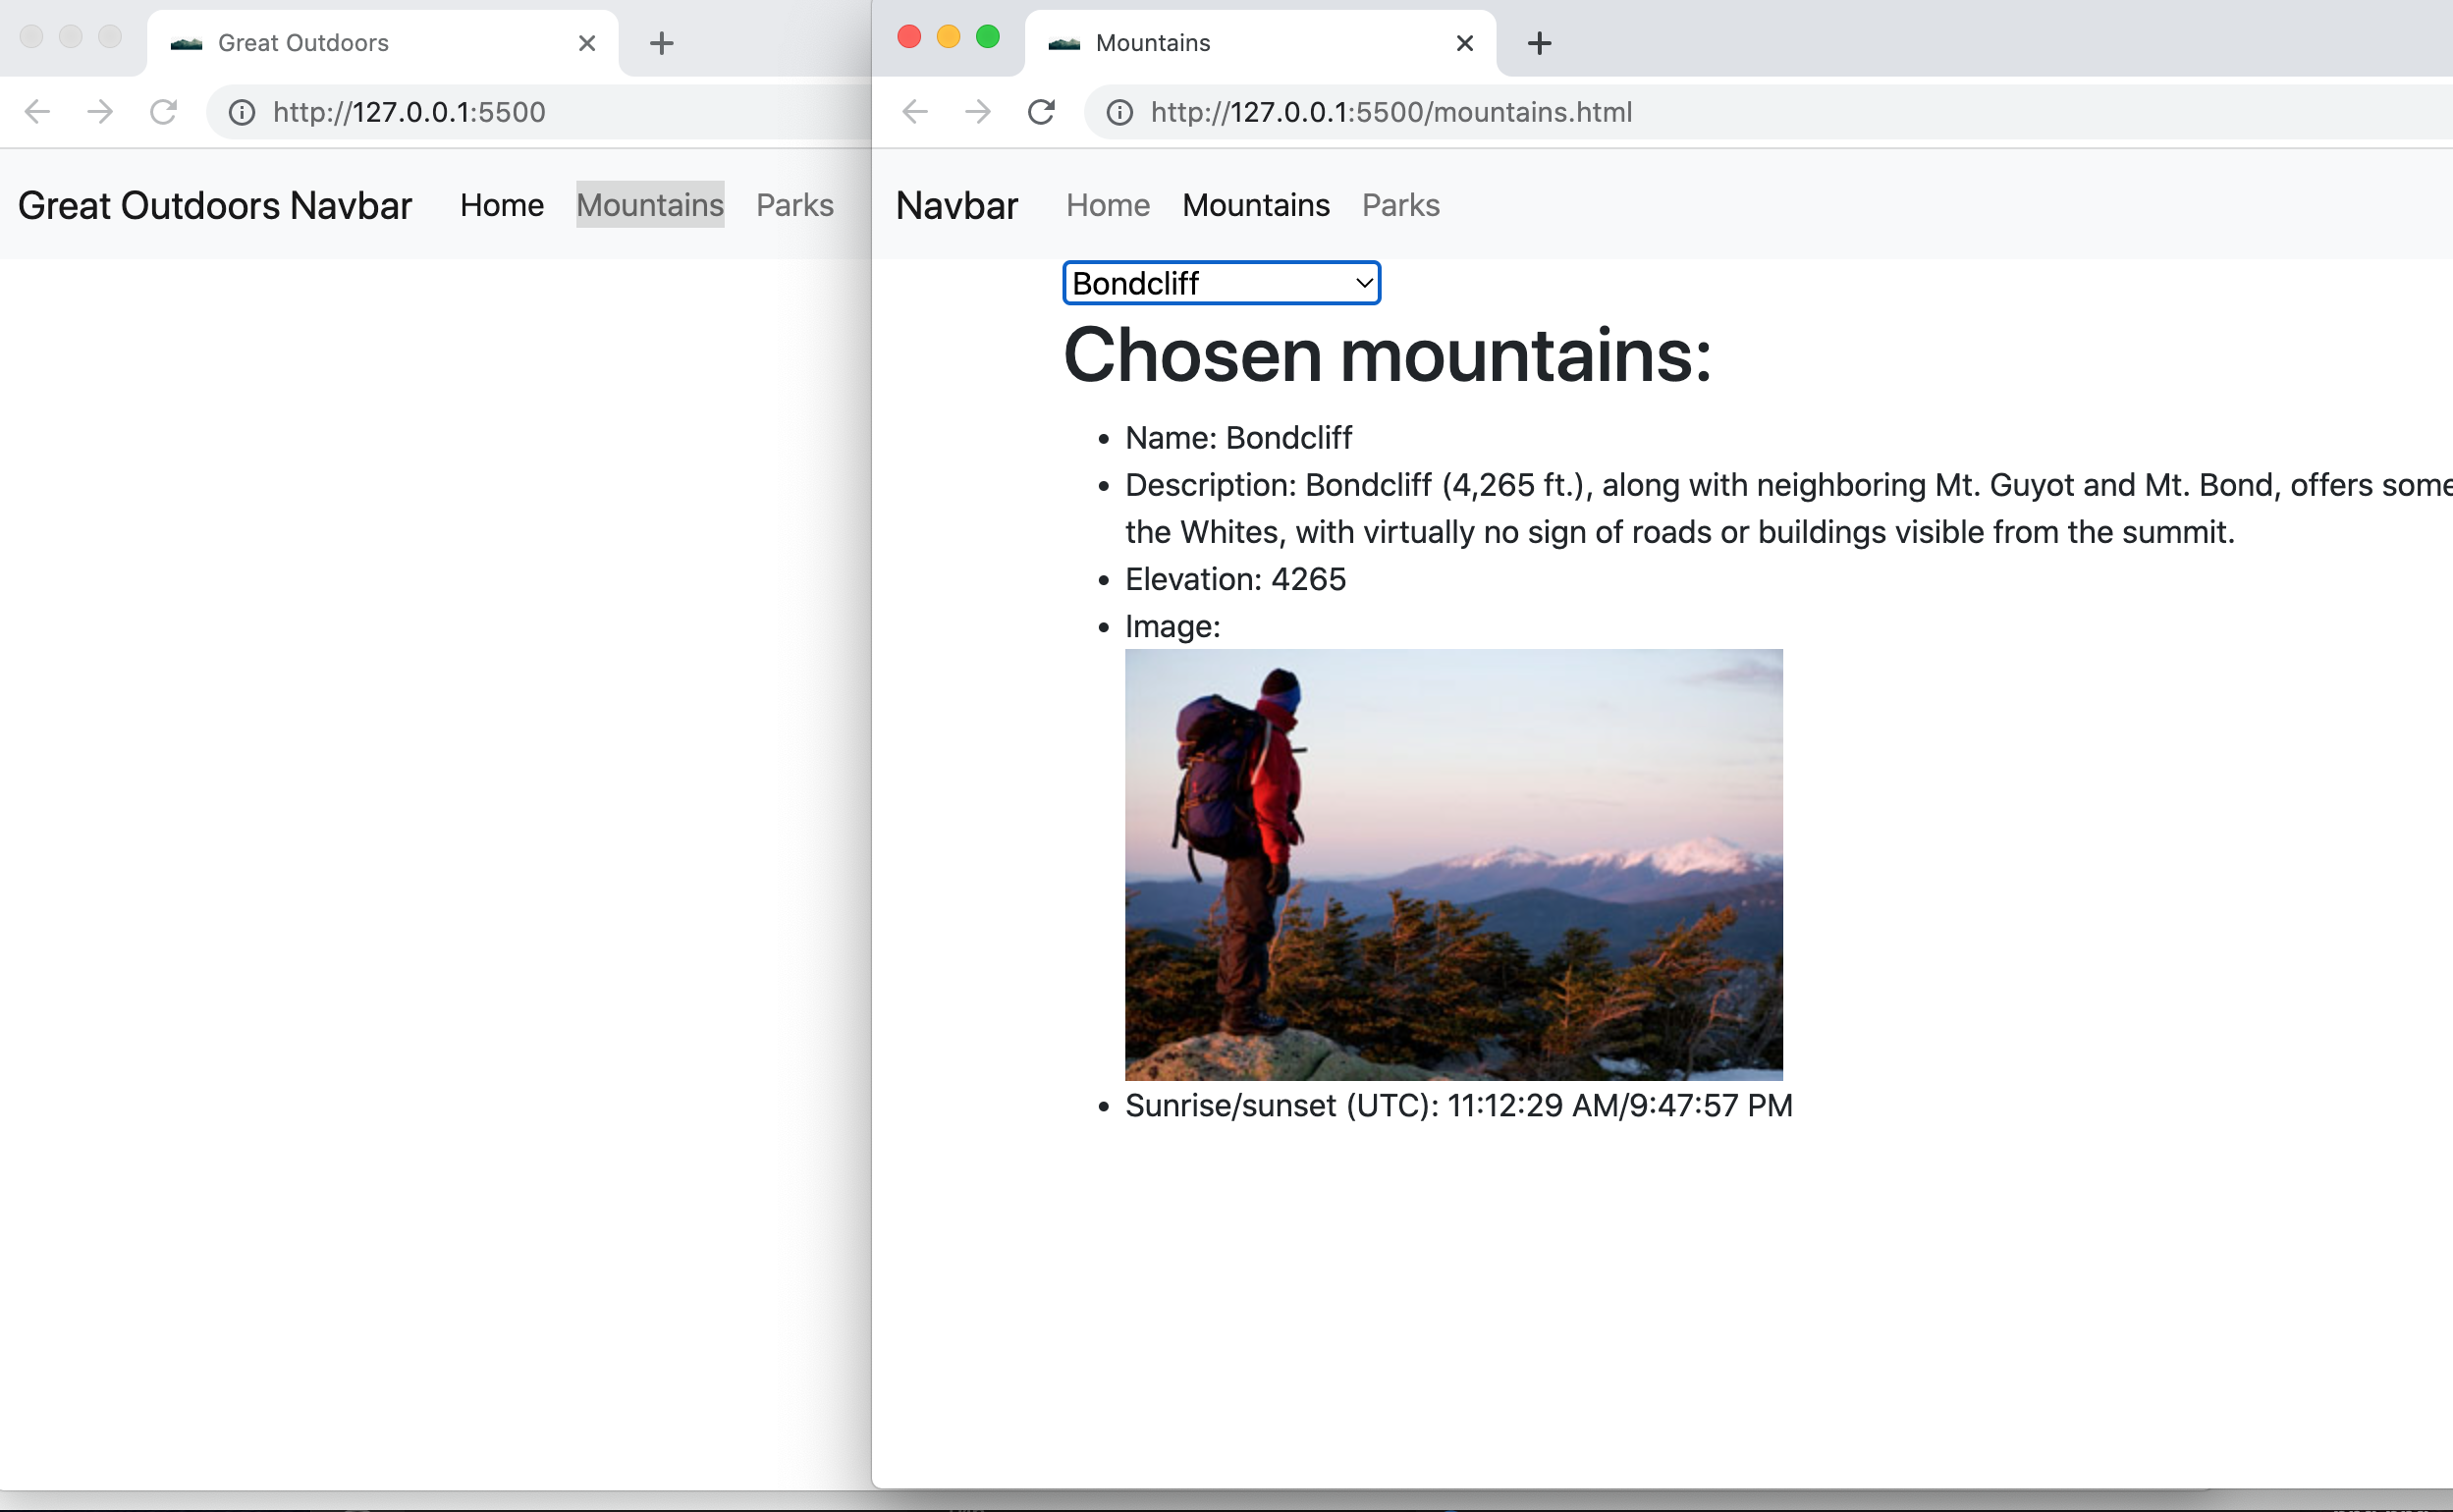 Great Outdoors
http://127.0.0.1:5500
Great Outdoors Navbar Home Mountains Parks
Mountains
http://127.0.0.1:5500/mountains.html
Navbar Home Mountains Parks
Bondcliff
Chosen mountains:
• Name: Bondcliff
• Description: Bondcliff (4,265 ft.), along with neighboring Mt. Guyot and Mt. Bond, offers some
the Whites, with virtually no sign of roads or buildings visible from the summit.
• Elevation: 4265
• Image:
• Sunrise/sunset (UTC): 11:12:29 AM/9:47:57 PM